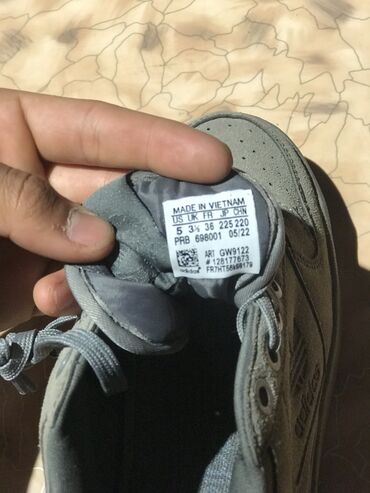 MADE IN VIETNAM
US UK FR JP CHN
5 3½ 36 225 220
PRB 698001 05/22
ART GW9122
# 128177673
adidas